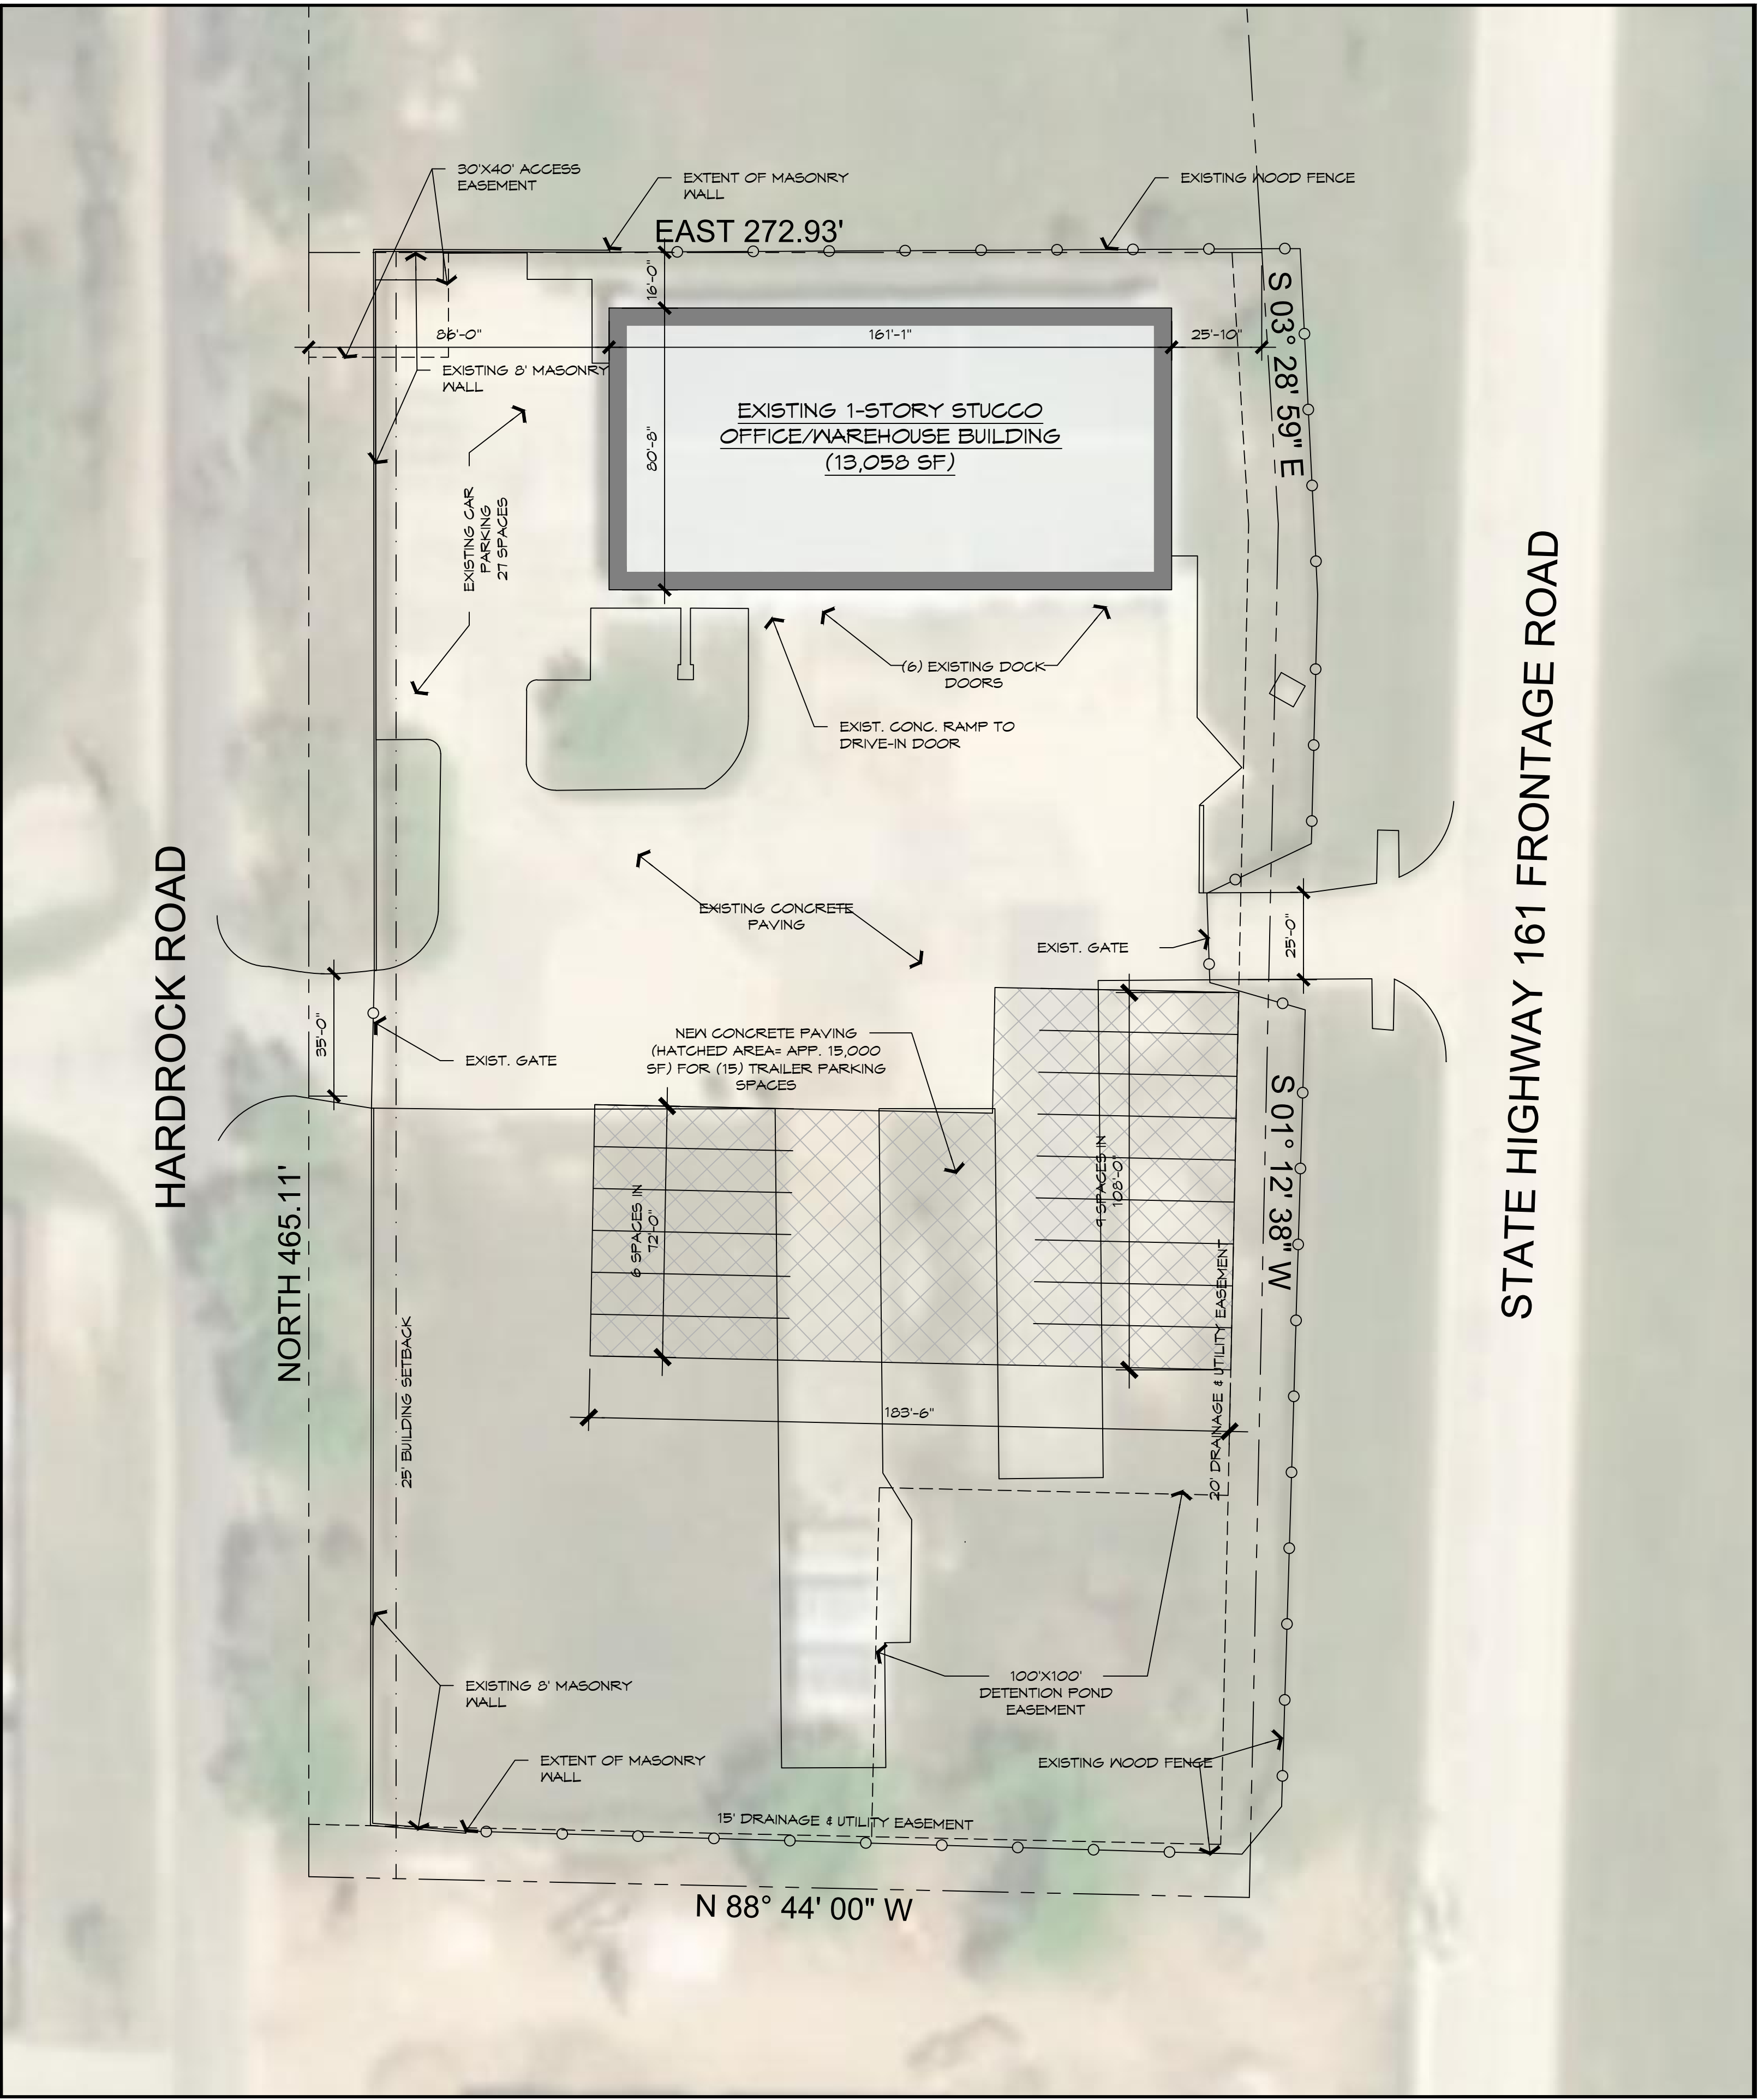 30'X40' ACCESS
EASEMENT
EXTENT OF MASONRY
WALL
EXISTING WOOD FENCE
EAST 272.93'
16'-0"
86'-0"
161'-1"
25'-10"
S 03° 28' 59" E
EXISTING 8' MASONRY
WALL
EXISTING 1-STORY STUCCO
OFFICE/WAREHOUSE BUILDING
(13,058 SF)
80'-8"
EXISTING CAR
PARKING
27 SPACES
(6) EXISTING DOCK
DOORS
EXIST. CONC. RAMP TO
DRIVE-IN DOOR
STATE HIGHWAY 161 FRONTAGE ROAD
HARDROCK ROAD
EXISTING CONCRETE
PAVING
EXIST. GATE
25'-0"
35'-0"
EXIST. GATE
NEW CONCRETE PAVING
(HATCHED AREA= APP. 15,000
SF) FOR (15) TRAILER PARKING
SPACES
S 01° 12' 38" W
9 SPACES IN
108'-0"
6 SPACES IN
72'-0"
NORTH 465.11'
25' BUILDING SETBACK
20' DRAINAGE & UTILITY EASEMENT
183'-6"
EXISTING 8' MASONRY
WALL
100'X100'
DETENTION POND
EASEMENT
EXTENT OF MASONRY
WALL
EXISTING WOOD FENCE
15' DRAINAGE & UTILITY EASEMENT
N 88° 44' 00" W